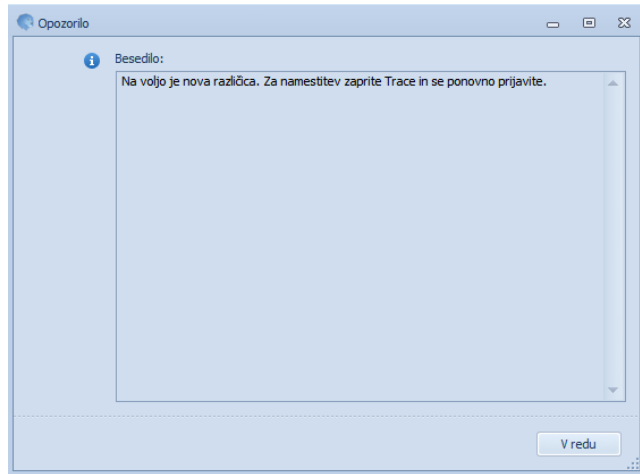 Opozorilo
Besedilo:
Na voljo je nova različica. Za namestitev zaprite Trace in se ponovno prijavite.
V redu